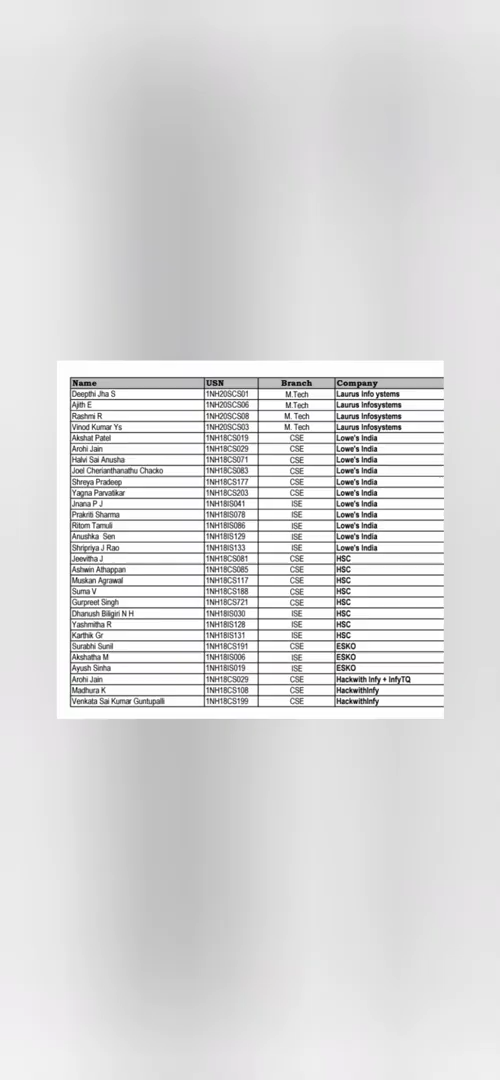 Name USN Branch Company
Deepthi Jha S 1NH20SCS01 M.Tech Laurus Info ystems
Ajith E 1NH20SCS06 M.Tech Laurus Infosystems
Rashmi R 1NH20SCS08 M. Tech Laurus Infosystems
Vinod Kumar Ys 1NH20SCS03 M. Tech Laurus Infosystems
Akshat Patel 1NH18CS019 CSE Lowe's India
Arohi Jain 1NH18CS029 CSE Lowe's India
Halvi Sai Anusha 1NH18CS071 CSE Lowe's India
Joel Cherianthanathu Chacko 1NH18CS083 CSE Lowe's India
Shreya Pradeep 1NH18CS177 CSE Lowe's India
Yagna Parvatikar 1NH18CS203 CSE Lowe's India
Jnana P J 1NH18IS041 ISE Lowe's India
Prakriti Sharma 1NH18IS078 ISE Lowe's India
Ritom Tamuli 1NH18IS086 ISE Lowe's India
Anushka Sen 1NH18IS129 ISE Lowe's India
Shripriya J Rao 1NH18IS133 ISE Lowe's India
Jeevitha J 1NH18CS081 CSE HSC
Ashwin Athappan 1NH18CS085 CSE HSC
Muskan Agrawal 1NH18CS117 CSE HSC
Suma V 1NH18CS188 CSE HSC
Gurpreet Singh 1NH18CS721 CSE HSC
Dhanush Biligiri N H 1NH18IS030 ISE HSC
Yashmitha R 1NH18IS128 ISE HSC
Karthik Gr 1NH18IS131 ISE HSC
Surabhi Sunil 1NH18CS191 CSE ESKO
Akshatha M 1NH18IS006 ISE ESKO
Ayush Sinha 1NH18IS019 ISE ESKO
Arohi Jain 1NH18CS029 CSE Hackwith Infy + InfyTQ
Madhura K 1NH18CS108 CSE HackwithInfy
Venkata Sai Kumar Guntupalli 1NH18CS199 CSE HackwithInfy